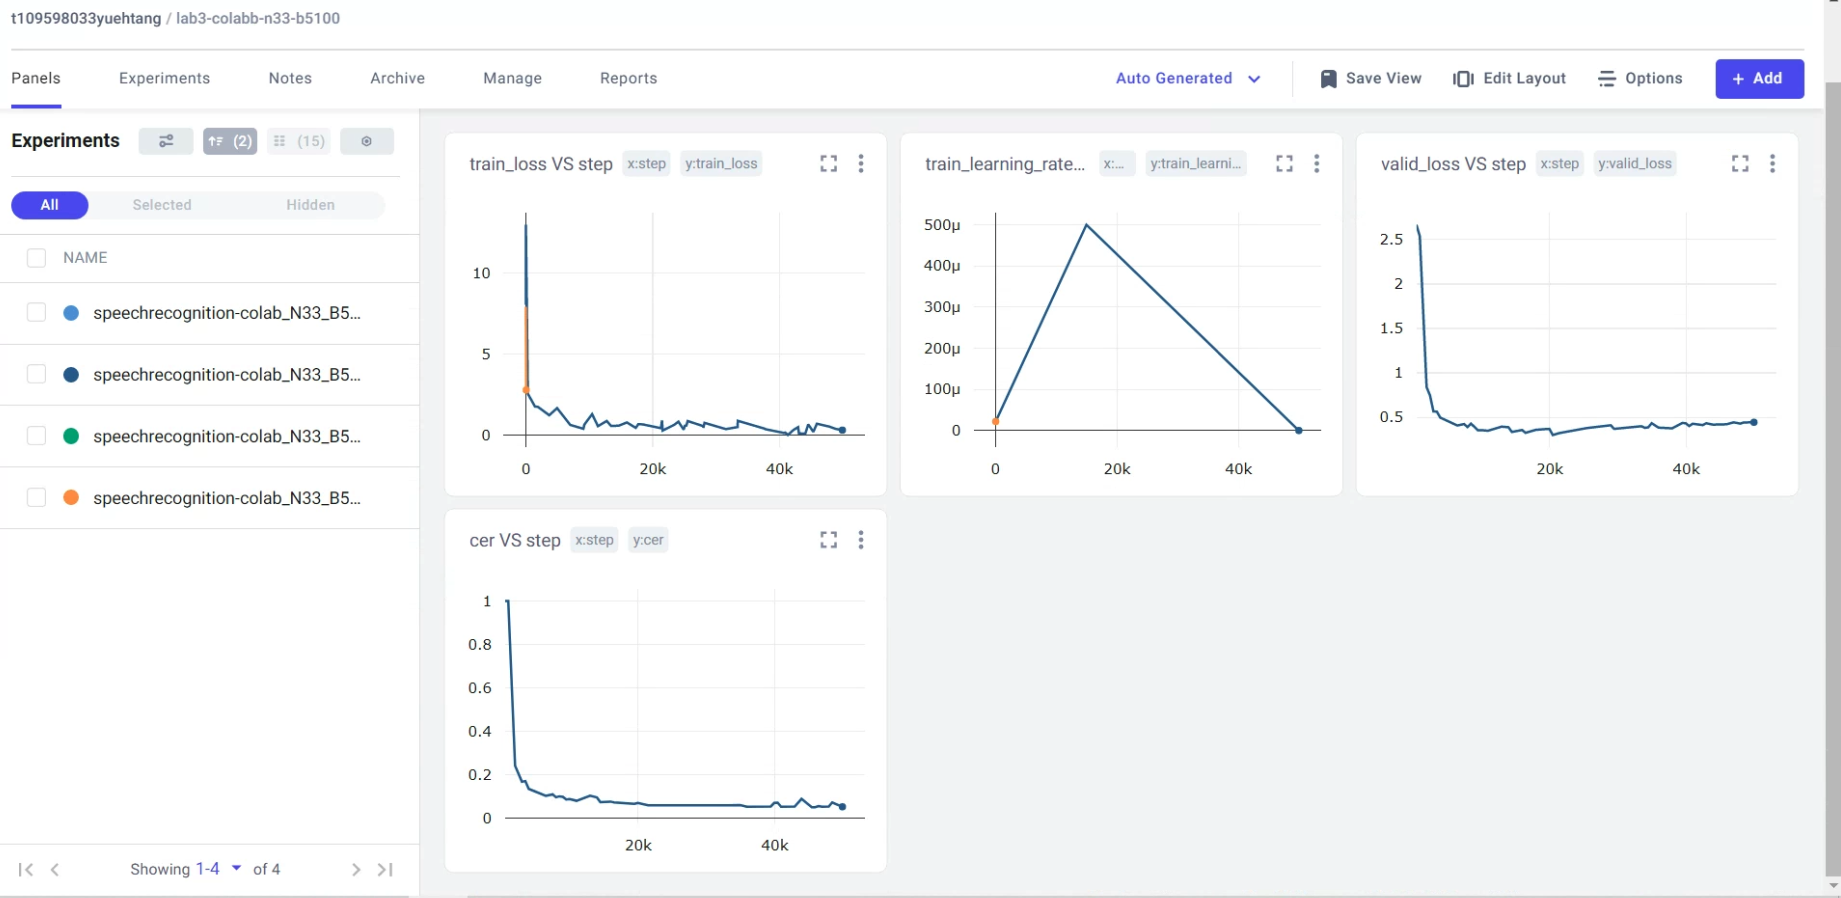 t109598033yuehtang / lab3-colabb-n33-b5100
Panels Experiments Notes Archive Manage Reports Auto Generated Save View Edit Layout Options + Add
Experiments (2) (15)
All Selected Hidden
NAME
speechrecognition-colab_N33_B5...
speechrecognition-colab_N33_B5...
speechrecognition-colab_N33_B5...
speechrecognition-colab_N33_B5...
Showing 1-4 of 4
train_loss VS step x:step y:train_loss
10
5
0
0 20k 40k
train_learning_rate... x:... y:train_learni...
500µ
400µ
300µ
200µ
100µ
0
0 20k 40k
valid_loss VS step x:step y:valid_loss
2.5
2
1.5
1
0.5
20k 40k
cer VS step x:step y:cer
1
0.8
0.6
0.4
0.2
0
20k 40k